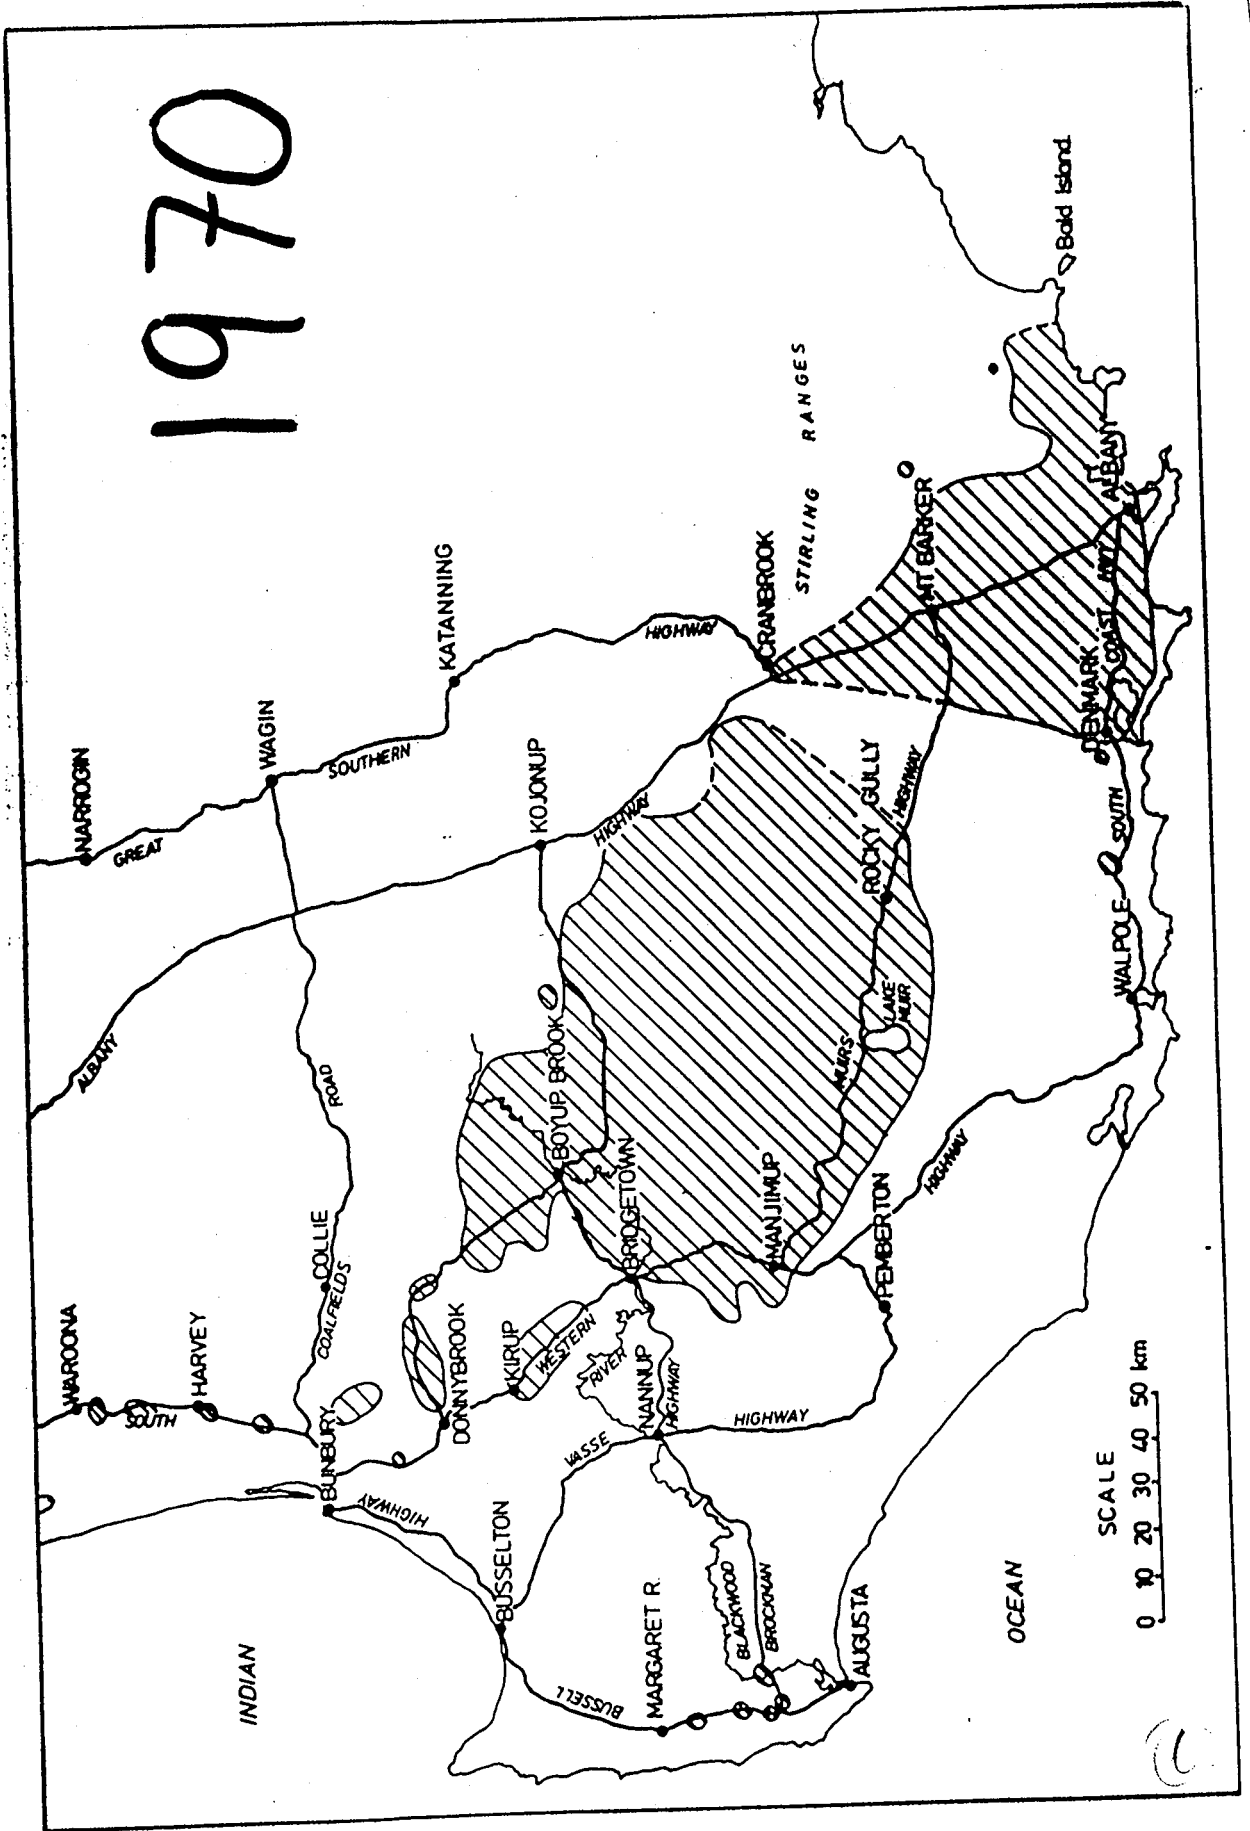 1970
NARROGIN
GREAT
WAGIN
SOUTHERN
KATANNING
HIGHWAY
CRANBROOK
STIRLING RANGES
MT BARKER
Bald Island
ALBANY
HWY
COAST
DENMARK
SOUTH
WALPOLE
ALBANY
KOJONUP
HIGHWAY
ROCKY GULLY
HIGHWAY
LAKE
MUIR
MUIRS
ROAD
BOYUP BROOK
BRIDGETOWN
MANJIMUP
PEMBERTON
HIGHWAY
COLLIE
COALFIELDS
WAROONA
HARVEY
SOUTH
BUNBURY
DONNYBROOK
KIRUP
WESTERN
RIVER
NANNUP
HIGHWAY
HIGHWAY
VASSE
HIGHWAY
BUSSELTON
MARGARET R.
BUSSELL
BLACKWOOD
BROCKMAN
AUGUSTA
INDIAN
OCEAN
SCALE
0 10 20 30 40 50 km